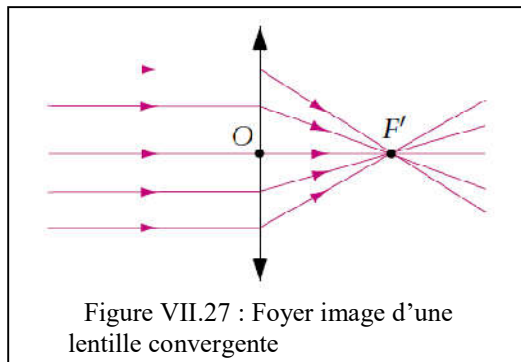 O F′
Figure VII.27 : Foyer image d’une
lentille convergente